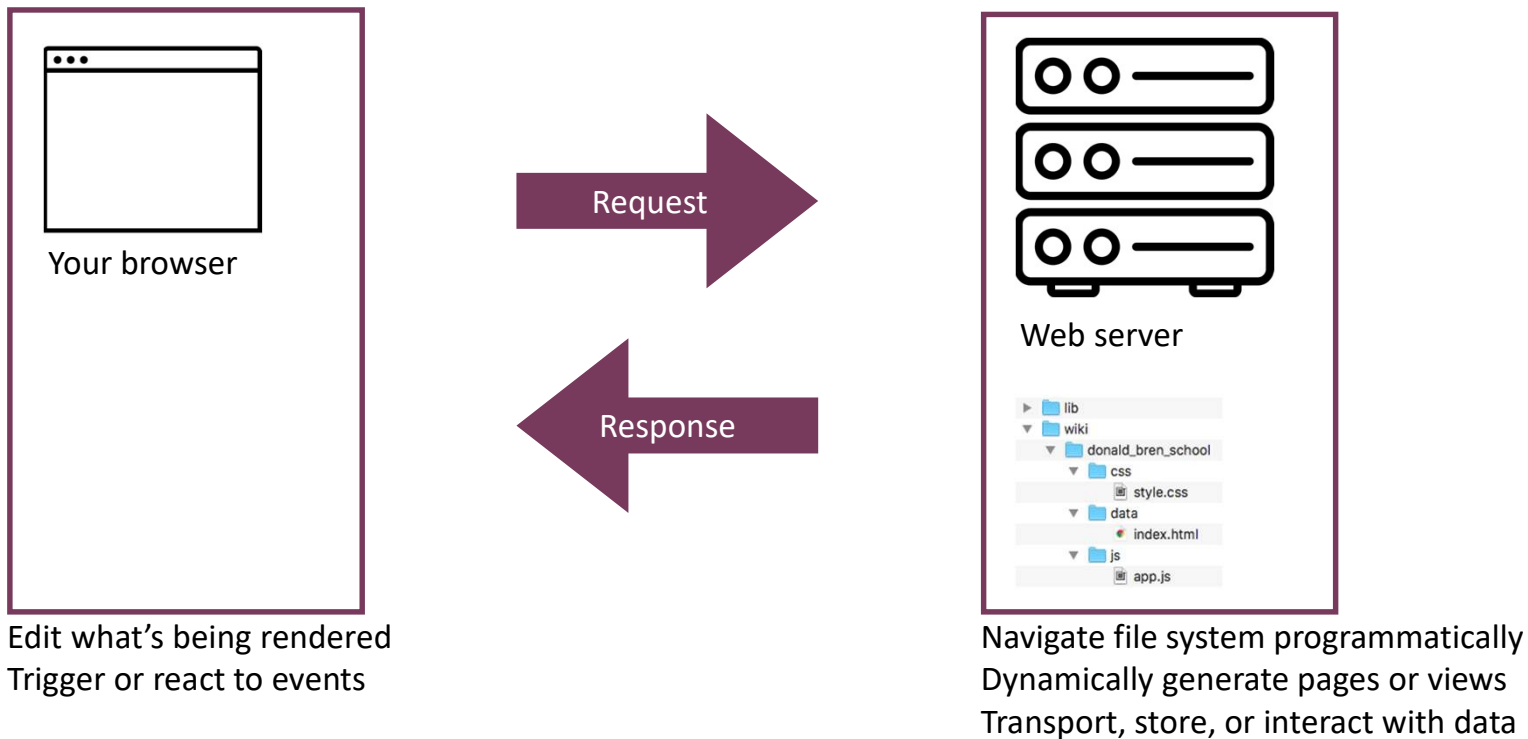 Your browser
Request
Response
Web server
lib
wiki
donald_bren_school
css
style.css
data
index.html
js
app.js
Edit what’s being rendered
Trigger or react to events
Navigate file system programmatically
Dynamically generate pages or views
Transport, store, or interact with data